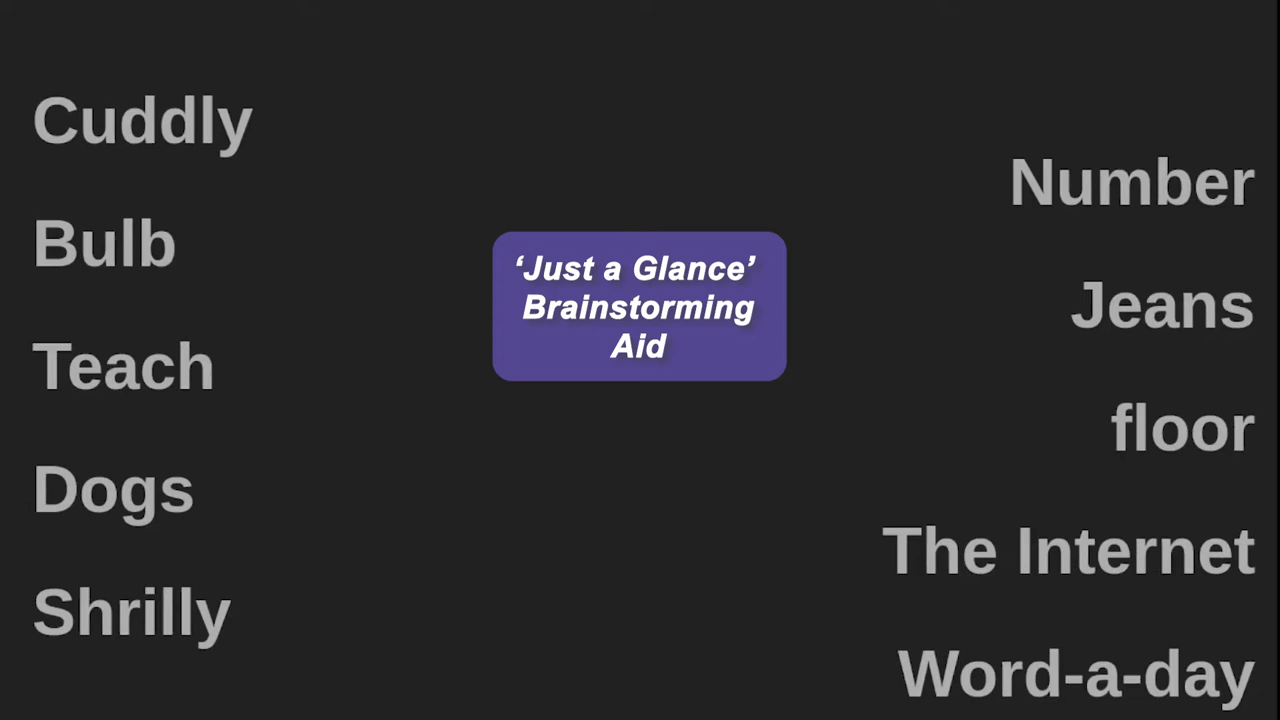 Cuddly
Bulb
Teach
Dogs
Shrilly
‘Just a Glance’
Brainstorming
Aid
Number
Jeans
floor
The Internet
Word-a-day